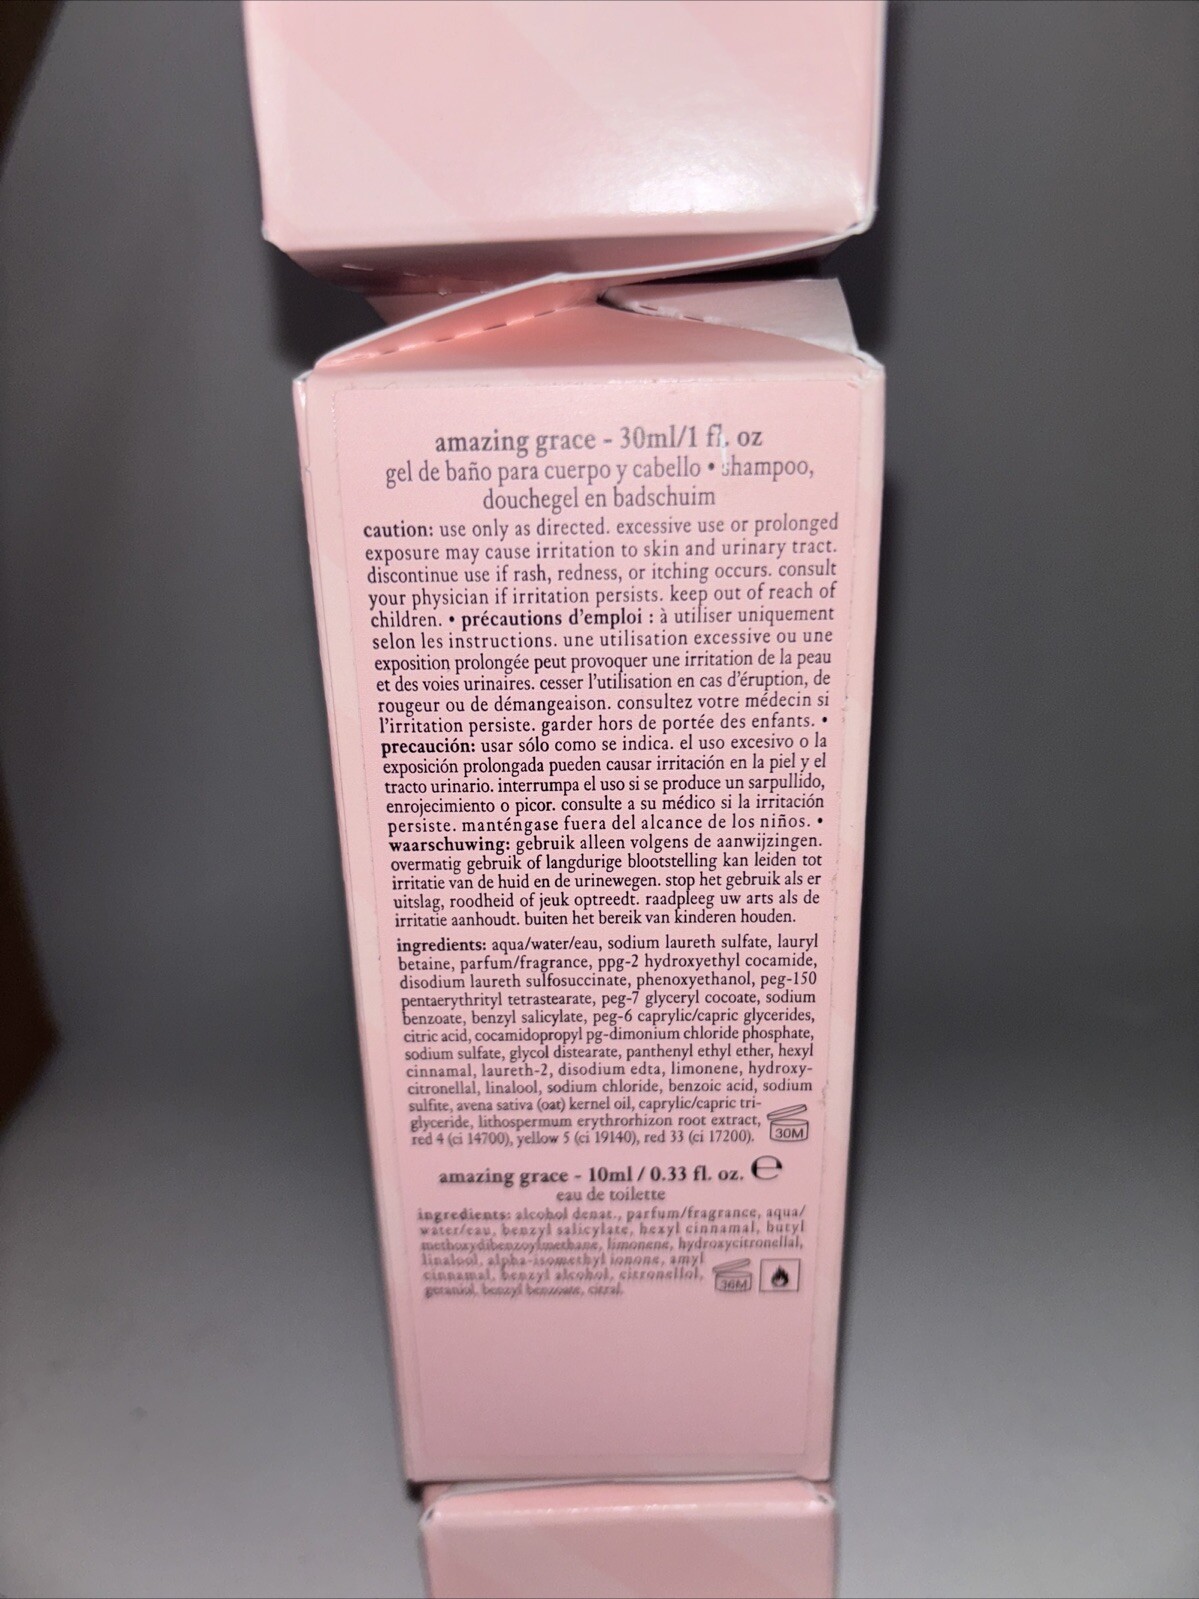 amazing grace - 30ml/1 fl. oz
gel de baño para cuerpo y cabello • shampoo,
douchegel en badschuim
caution: use only as directed. excessive use or prolonged
exposure may cause irritation to skin and urinary tract.
discontinue use if rash, redness, or itching occurs. consult
your physician if irritation persists. keep out of reach of
children. • précautions d'emploi : à utiliser uniquement
selon les instructions. une utilisation excessive ou une
exposition prolongée peut provoquer une irritation de la peau
et des voies urinaires. cesser l'utilisation en cas d'éruption, de
rougeur ou de démangeaison. consultez votre médecin si
l'irritation persiste. garder hors de portée des enfants. •
precaución: usar sólo como se indica. el uso excesivo o la
exposición prolongada pueden causar irritación en la piel y el
tracto urinario. interrumpa el uso si se produce un sarpullido,
enrojecimiento o picor. consulte a su médico si la irritación
persiste. manténgase fuera del alcance de los niños. •
waarschuwing: gebruik alleen volgens de aanwijzingen.
overmatig gebruik of langdurige blootstelling kan leiden tot
irritatie van de huid en de urinewegen. stop het gebruik als er
uitslag, roodheid of jeuk optreedt. raadpleeg uw arts als de
irritatie aanhoudt. buiten het bereik van kinderen houden.
ingredients: aqua/water/eau, sodium laureth sulfate, lauryl
betaine, parfum/fragrance, ppg-2 hydroxyethyl cocamide,
disodium laureth sulfosuccinate, phenoxyethanol, peg-150
pentaerythrityl tetrastearate, peg-7 glyceryl cocoate, sodium
benzoate, benzyl salicylate, peg-6 caprylic/capric glycerides,
citric acid, cocamidopropyl pg-dimonium chloride phosphate,
sodium sulfate, glycol distearate, panthenyl ethyl ether, hexyl
cinnamal, laureth-2, disodium edta, limonene, hydroxy-
citronellal, linalool, sodium chloride, benzoic acid, sodium
sulfite, avena sativa (oat) kernel oil, caprylic/capric tri-
glyceride, lithospermum erythrorhizon root extract,
red 4 (ci 14700), yellow 5 (ci 19140), red 33 (ci 17200). 30M
amazing grace - 10ml / 0.33 fl. oz. ℮
eau de toilette
ingredients: alcohol denat., parfum/fragrance, aqua/
water/eau, benzyl salicylate, hexyl cinnamal, butyl
methoxydibenzoylmethane, limonene, hydroxycitronellal,
linalool, alpha-isomethyl ionone, amyl
cinnamal, benzyl alcohol, citronellol, 36M
geraniol, benzyl benzoate, citral.